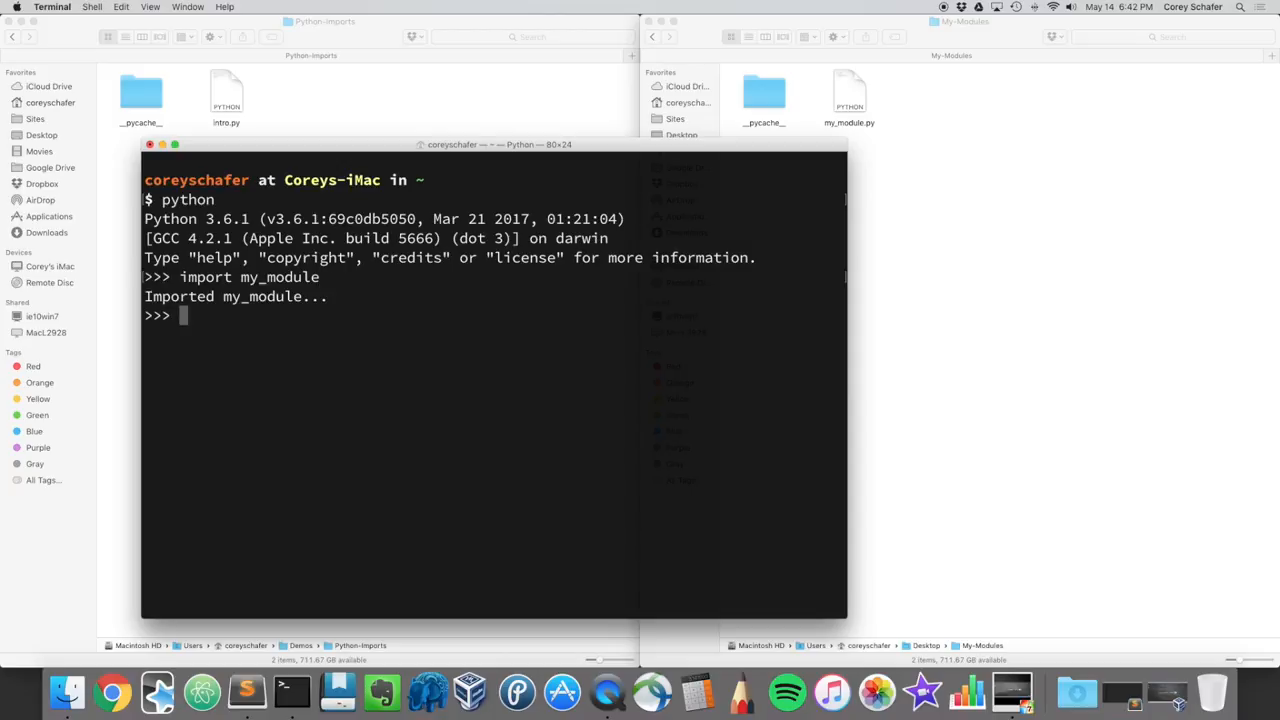 Terminal Shell Edit View Window Help May 14 6:42 PM Corey Schafer
Python-Imports
Search
Python-Imports
Favorites
iCloud Drive
coreyschafer
Sites
Desktop
Movies
Google Drive
Dropbox
AirDrop
Applications
Downloads
Devices
Corey's iMac
Remote Disc
Shared
ie10win7
MacL2928
Tags
Red
Orange
Yellow
Green
Blue
Purple
Gray
All Tags...
__pycache__
PYTHON
intro.py
Macintosh HD Users coreyschafer Demos Python-Imports
2 items, 711.67 GB available
My-Modules
Search
My-Modules
Favorites
iCloud Dri...
coreyscha...
Sites
Desktop
__pycache__
PYTHON
my_module.py
Macintosh HD Users coreyschafer Desktop My-Modules
2 items, 711.67 GB available
coreyschafer — ~ — Python — 80×24
coreyschafer at Coreys-iMac in ~
$ python
Python 3.6.1 (v3.6.1:69c0db5050, Mar 21 2017, 01:21:04)
[GCC 4.2.1 (Apple Inc. build 5666) (dot 3)] on darwin
Type "help", "copyright", "credits" or "license" for more information.
>>> import my_module
Imported my_module...
>>>